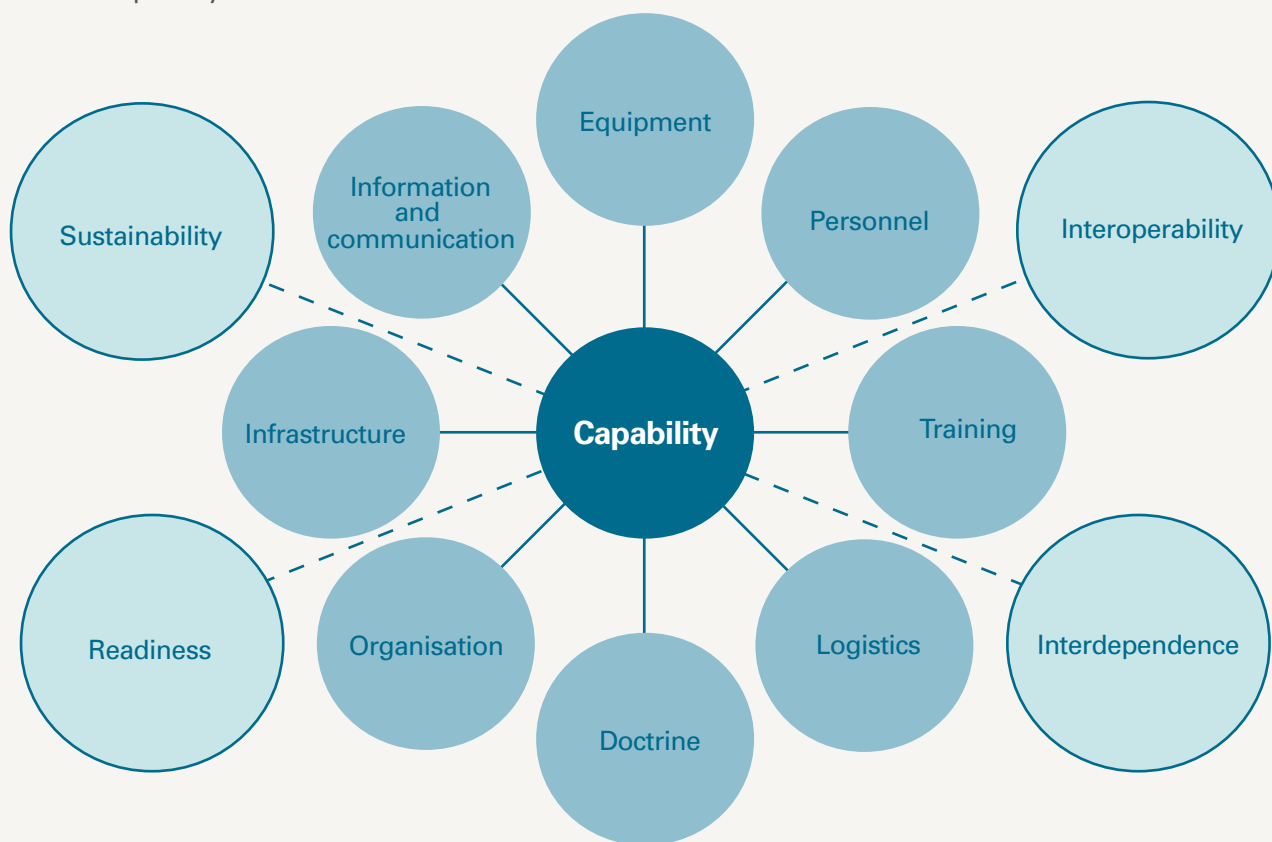 Equipment
Information
and
communication
Personnel
Sustainability
Interoperability
Infrastructure
Capability
Training
Readiness
Organisation
Logistics
Interdependence
Doctrine